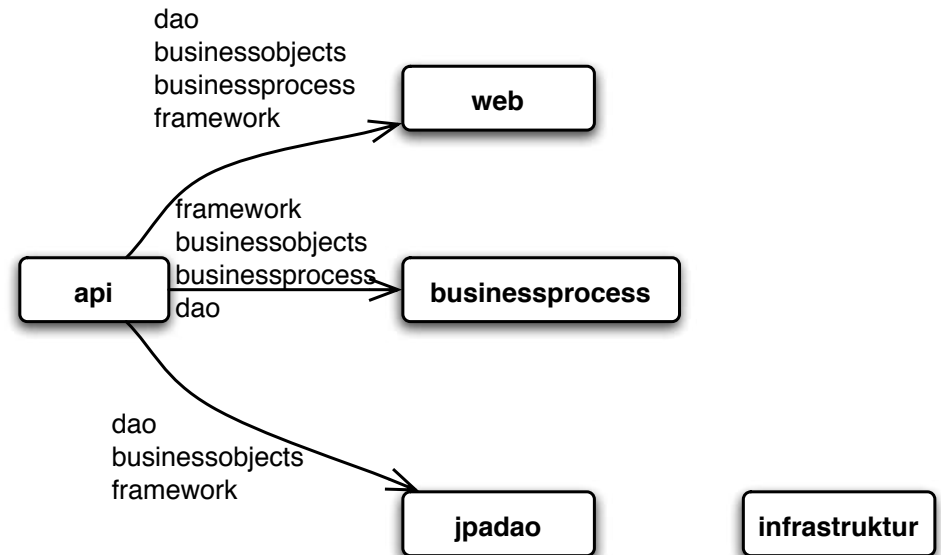 dao
businessobjects
businessprocess
framework
web
framework
businessobjects
businessprocess
dao
api
businessprocess
dao
businessobjects
framework
jpadao
infrastruktur